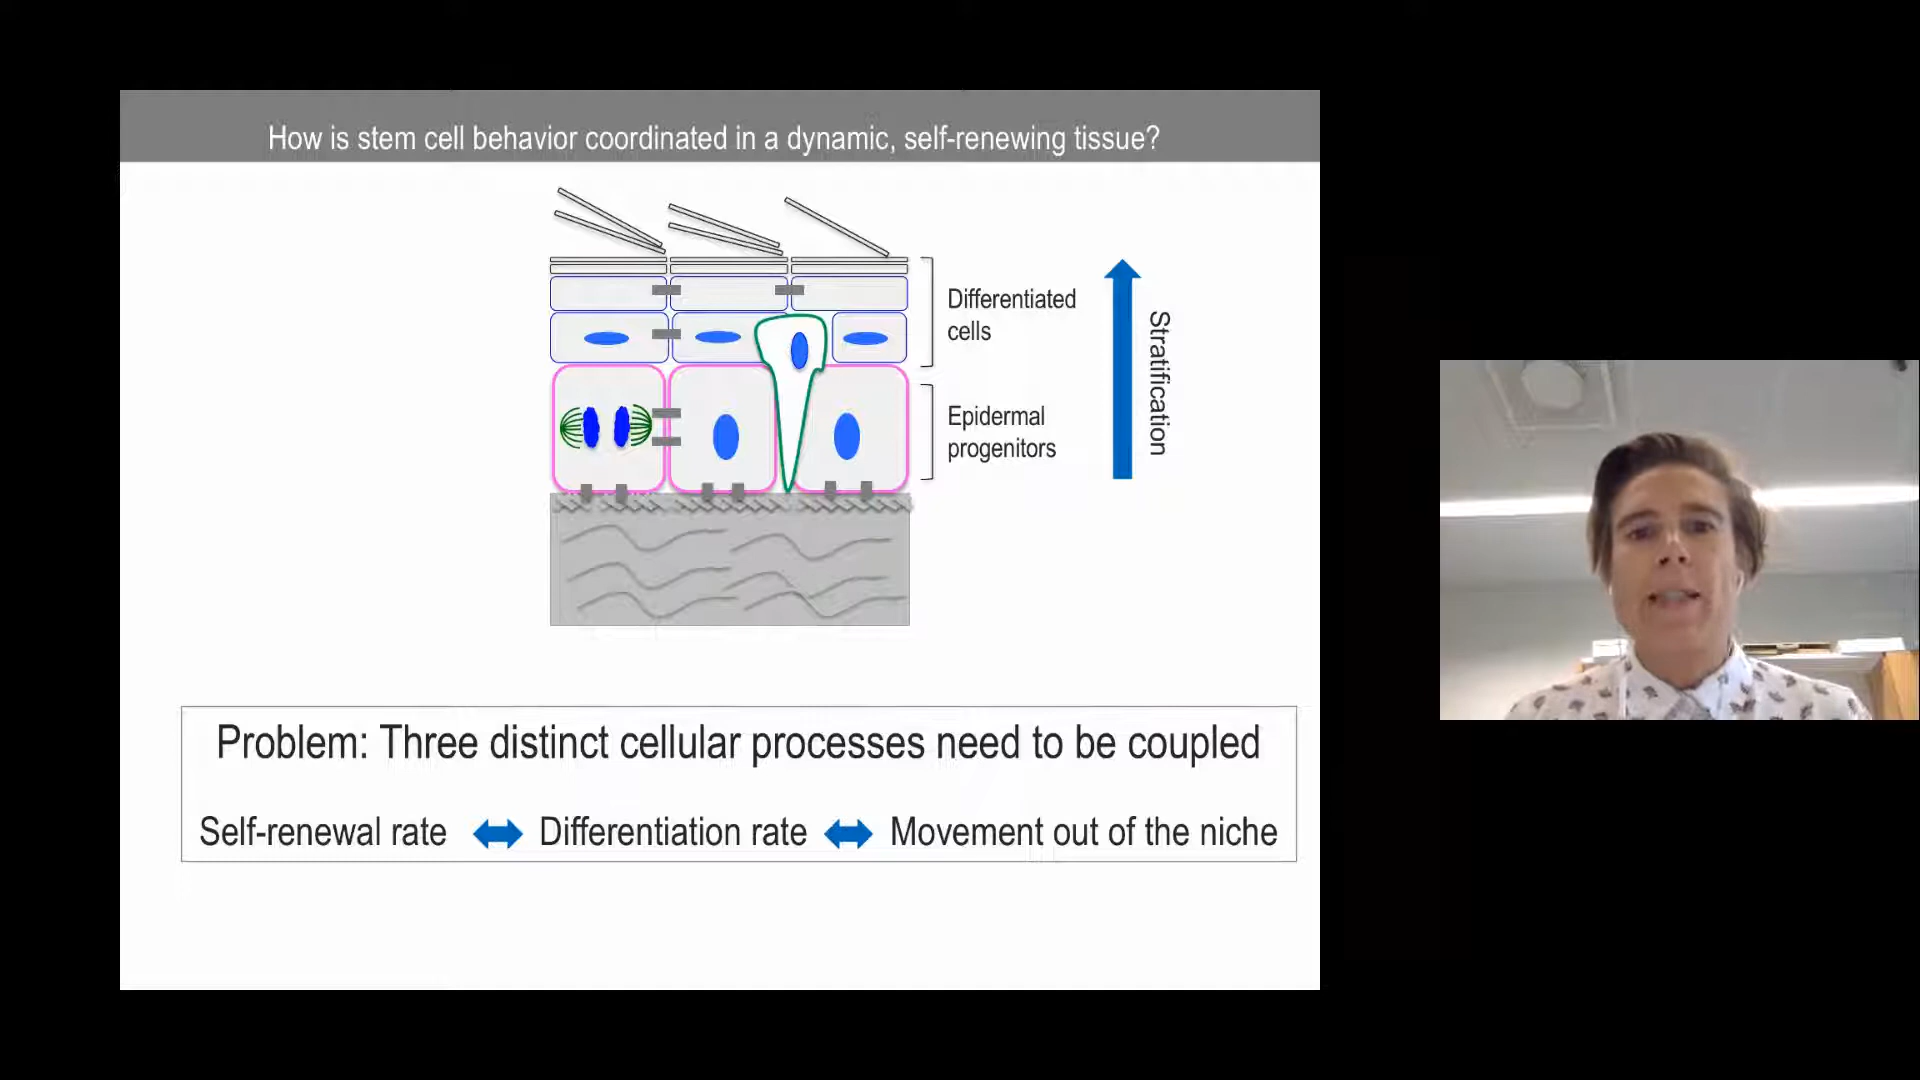 How is stem cell behavior coordinated in a dynamic, self-renewing tissue?
Differentiated
cells
Epidermal
progenitors
Stratification
Problem: Three distinct cellular processes need to be coupled
Self-renewal rate Differentiation rate Movement out of the niche